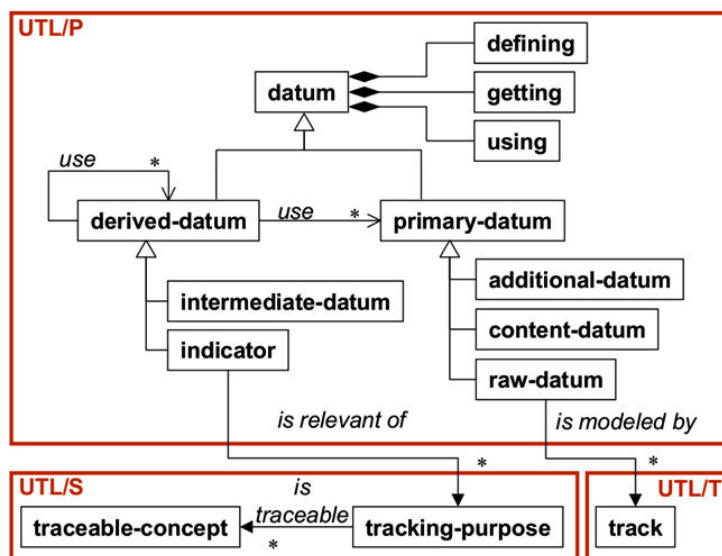 UTL/P
defining
datum
getting
using
use
*
derived-datum
use
*
primary-datum
additional-datum
intermediate-datum
content-datum
indicator
raw-datum
is relevant of
is modeled by
*
*
UTL/S
is
UTL/T
traceable-concept
traceable
tracking-purpose
track
*